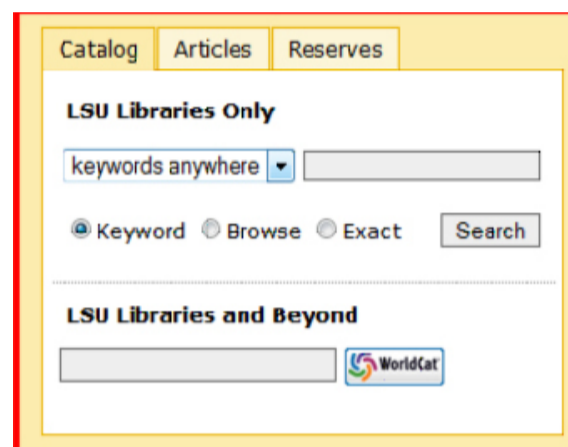 Catalog Articles Reserves
LSU Libraries Only
keywords anywhere
Keyword Browse Exact Search
LSU Libraries and Beyond
WorldCat